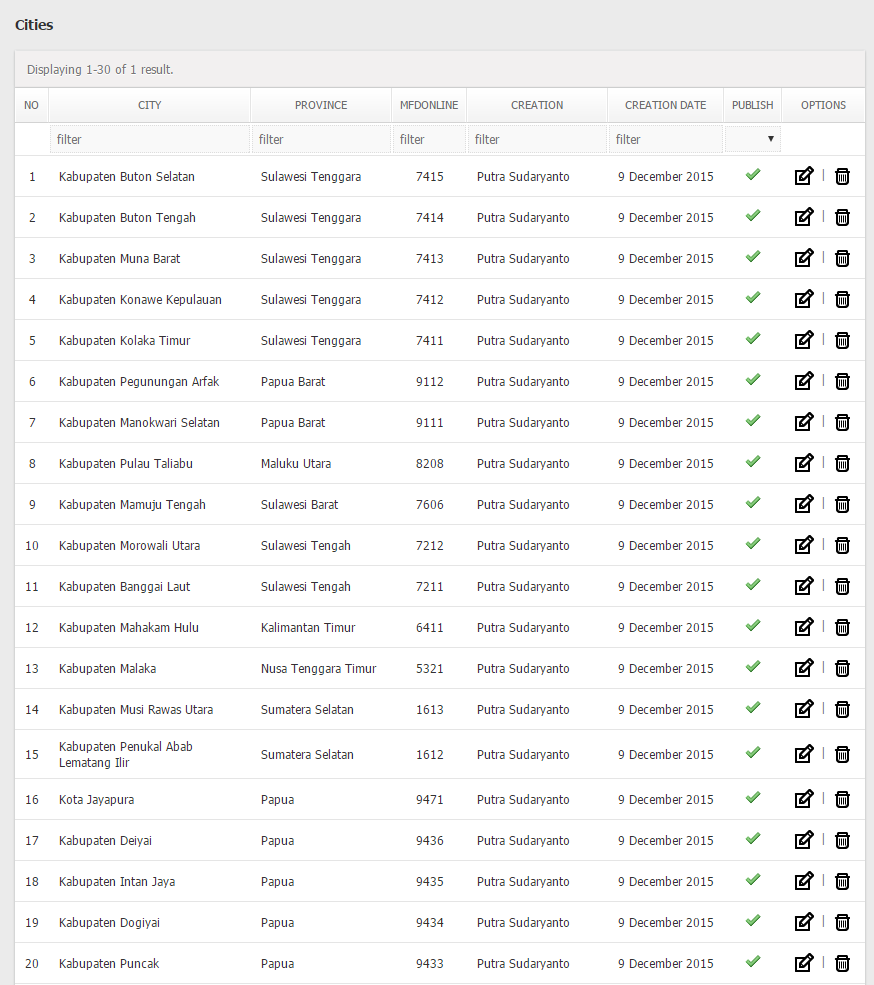 Cities
Displaying 1-30 of 1 result.
NO CITY PROVINCE MFDONLINE CREATION CREATION DATE PUBLISH OPTIONS
filter filter filter filter filter
1 Kabupaten Buton Selatan Sulawesi Tenggara 7415 Putra Sudaryanto 9 December 2015 |
2 Kabupaten Buton Tengah Sulawesi Tenggara 7414 Putra Sudaryanto 9 December 2015 |
3 Kabupaten Muna Barat Sulawesi Tenggara 7413 Putra Sudaryanto 9 December 2015 |
4 Kabupaten Konawe Kepulauan Sulawesi Tenggara 7412 Putra Sudaryanto 9 December 2015 |
5 Kabupaten Kolaka Timur Sulawesi Tenggara 7411 Putra Sudaryanto 9 December 2015 |
6 Kabupaten Pegunungan Arfak Papua Barat 9112 Putra Sudaryanto 9 December 2015 |
7 Kabupaten Manokwari Selatan Papua Barat 9111 Putra Sudaryanto 9 December 2015 |
8 Kabupaten Pulau Taliabu Maluku Utara 8208 Putra Sudaryanto 9 December 2015 |
9 Kabupaten Mamuju Tengah Sulawesi Barat 7606 Putra Sudaryanto 9 December 2015 |
10 Kabupaten Morowali Utara Sulawesi Tengah 7212 Putra Sudaryanto 9 December 2015 |
11 Kabupaten Banggai Laut Sulawesi Tengah 7211 Putra Sudaryanto 9 December 2015 |
12 Kabupaten Mahakam Hulu Kalimantan Timur 6411 Putra Sudaryanto 9 December 2015 |
13 Kabupaten Malaka Nusa Tenggara Timur 5321 Putra Sudaryanto 9 December 2015 |
14 Kabupaten Musi Rawas Utara Sumatera Selatan 1613 Putra Sudaryanto 9 December 2015 |
15 Kabupaten Penukal Abab
Lematang Ilir Sumatera Selatan 1612 Putra Sudaryanto 9 December 2015 |
16 Kota Jayapura Papua 9471 Putra Sudaryanto 9 December 2015 |
17 Kabupaten Deiyai Papua 9436 Putra Sudaryanto 9 December 2015 |
18 Kabupaten Intan Jaya Papua 9435 Putra Sudaryanto 9 December 2015 |
19 Kabupaten Dogiyai Papua 9434 Putra Sudaryanto 9 December 2015 |
20 Kabupaten Puncak Papua 9433 Putra Sudaryanto 9 December 2015 |